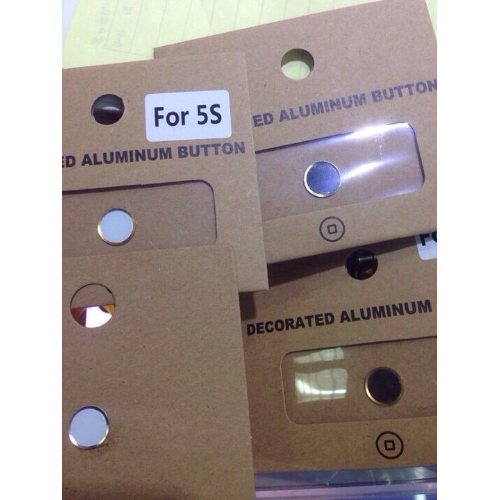 For 5S
ED ALUMINUM BUTTON
ED ALUMINUM BUTTON
DECORATED ALUMINUM